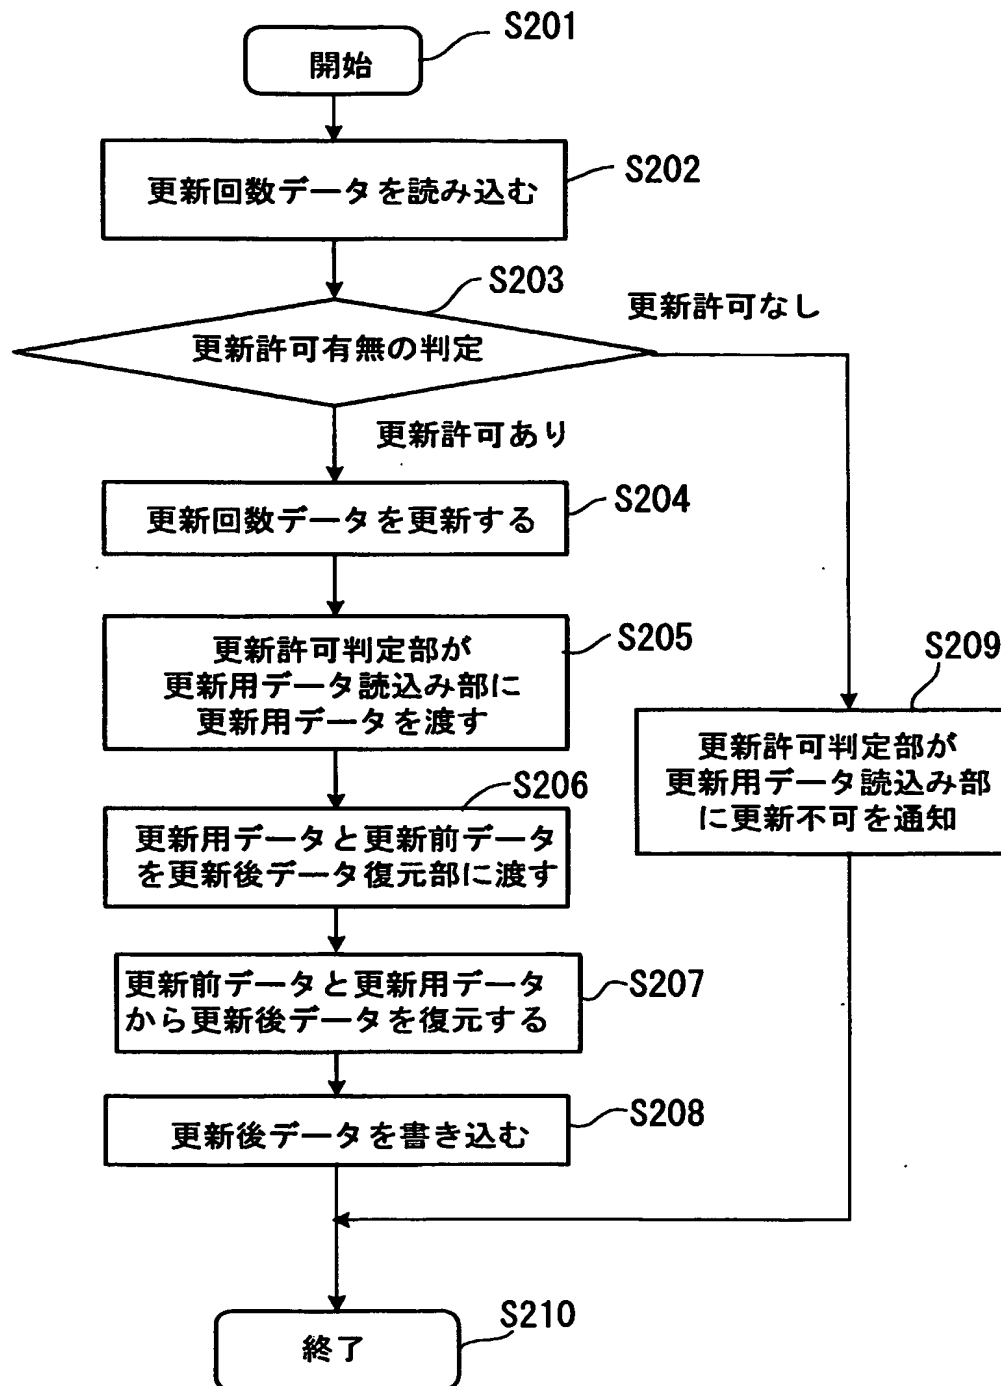 S201
開始
S202
更新回数データを読み込む
S203
更新許可なし
更新許可有無の判定
更新許可あり
S204
更新回数データを更新する
S205
更新許可判定部が
更新用データ読込み部に
更新用データを渡す
S209
更新許可判定部が
更新用データ読込み部
に更新不可を通知
S206
更新用データと更新前データ
を更新後データ復元部に渡す
S207
更新前データと更新用データ
から更新後データを復元する
S208
更新後データを書き込む
S210
終了